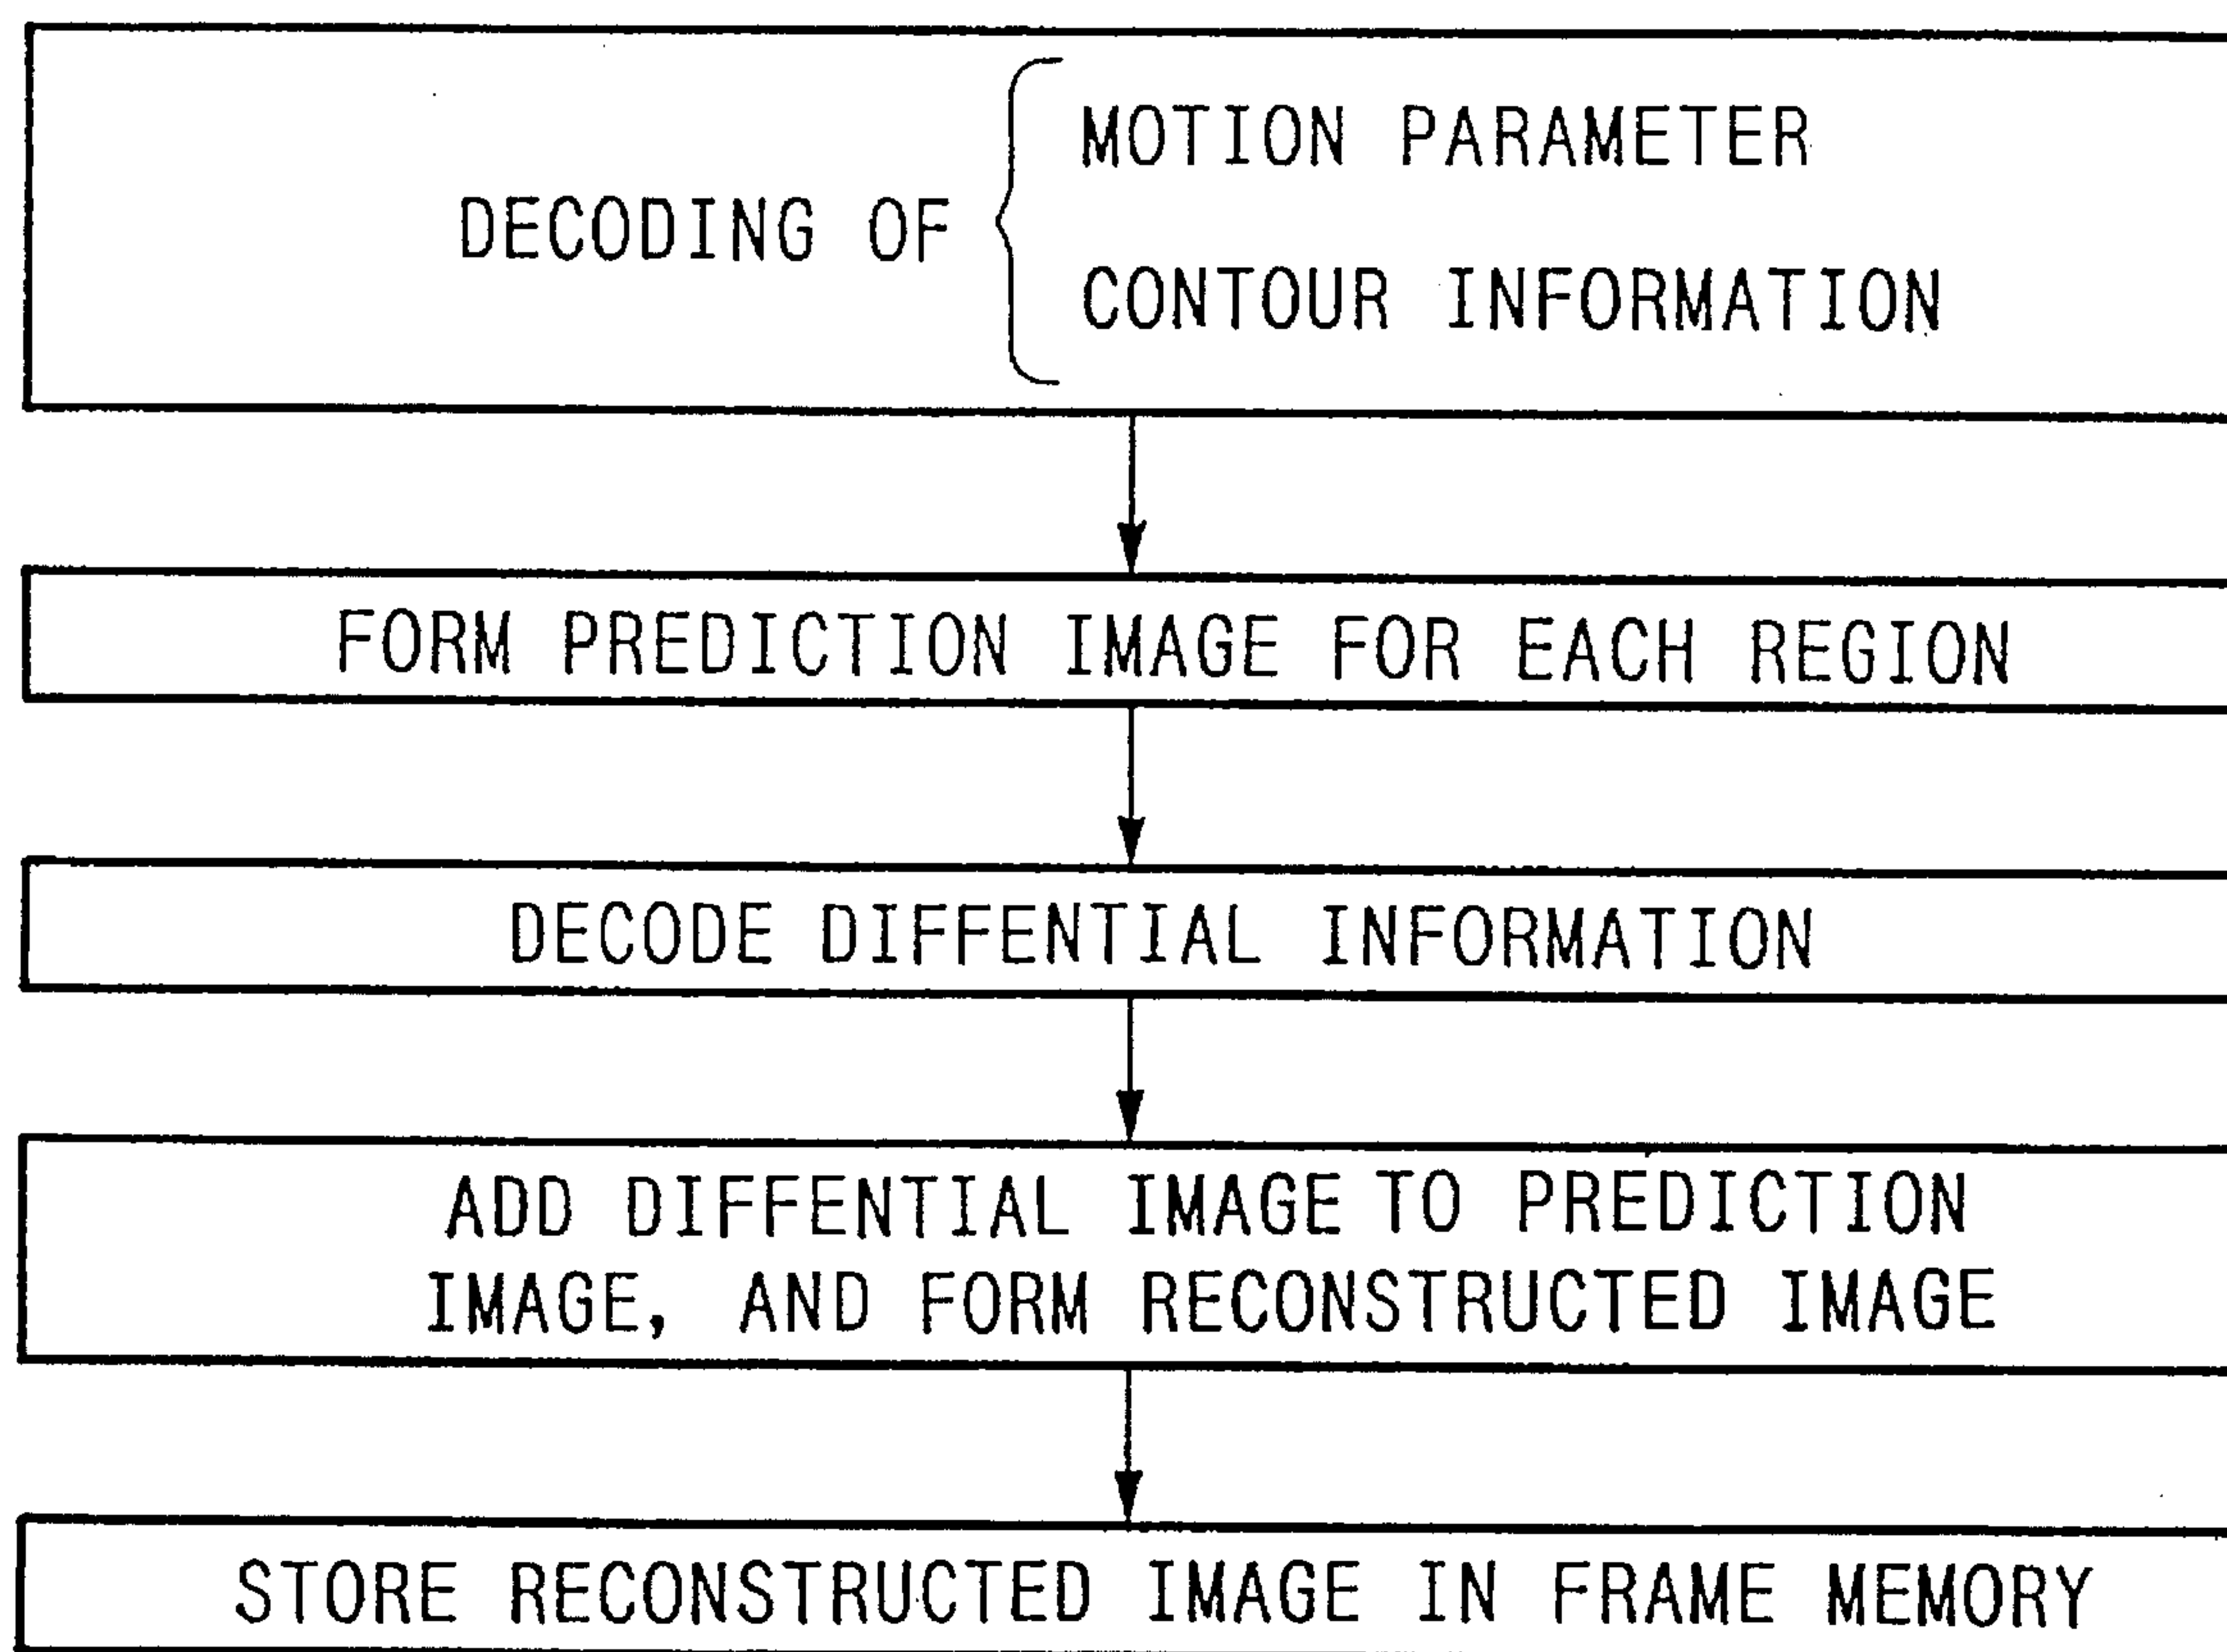 MOTION PARAMETER
DECODING OF
CONTOUR INFORMATION
FORM PREDICTION IMAGE FOR EACH REGION
DECODE DIFFENTIAL INFORMATION
ADD DIFFENTIAL IMAGE TO PREDICTION
IMAGE, AND FORM RECONSTRUCTED IMAGE
STORE RECONSTRUCTED IMAGE IN FRAME MEMORY